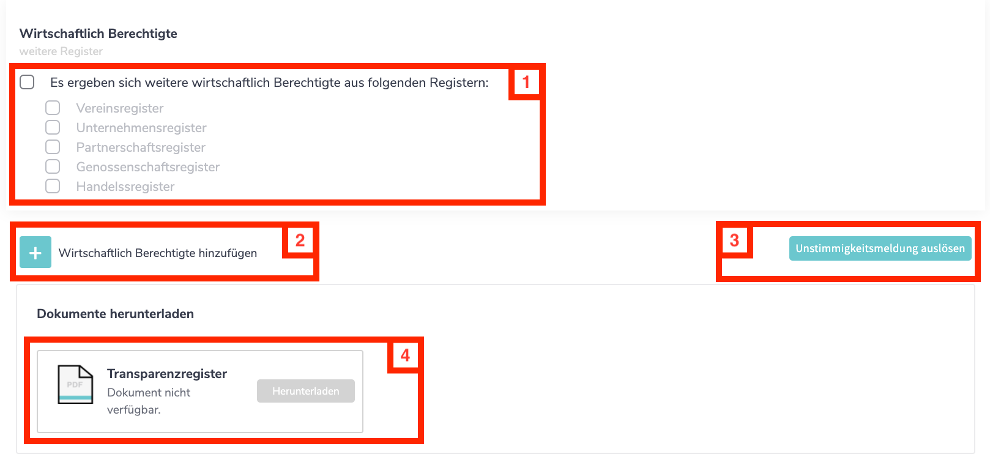 Wirtschaftlich Berechtigte
weitere Register
Es ergeben sich weitere wirtschaftlich Berechtigte aus folgenden Registern:
1
Vereinsregister
Unternehmensregister
Partnerschaftsregister
Genossenschaftsregister
Handelssregister
+ Wirtschaftlich Berechtigte hinzufügen
2
3
Unstimmigkeitsmeldung auslösen
Dokumente herunterladen
4
PDF
Transparenzregister
Dokument nicht
verfügbar.
Herunterladen